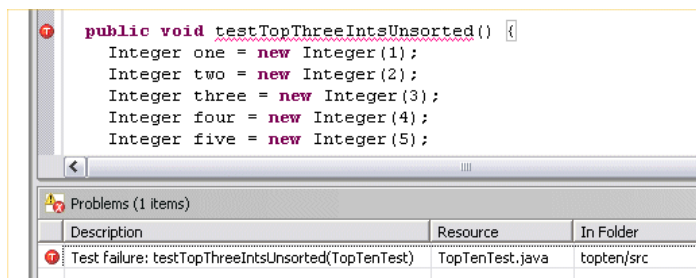 public void testTopThreeIntsUnsorted() {
Integer one = new Integer(1);
Integer two = new Integer(2);
Integer three = new Integer(3);
Integer four = new Integer(4);
Integer five = new Integer(5);
Problems (1 items)
Description Resource In Folder
Test failure: testTopThreeIntsUnsorted(TopTenTest) TopTenTest.java topten/src